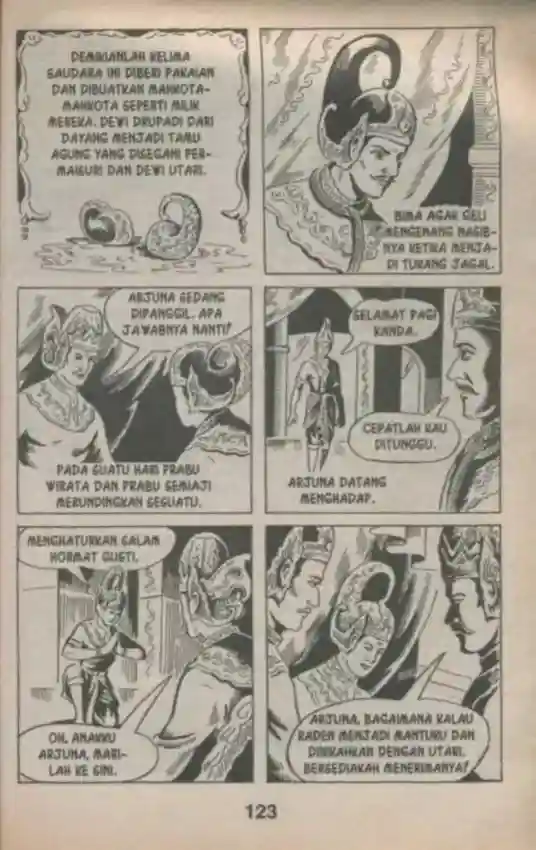 DEMIKIANLAH KELIMA
SAUDARA INI DIBERI PAKAIAN
DAN DIBUATKAN MAHKOTA-
MAHKOTA SEPERTI MILIK
MEREKA. DEWI DRUPADI DARI
DAYANG MENJADI TAMU
AGUNG YANG DISEGANI PER-
MAISURI DAN DEWI UTARI.
BIMA AGAK GELI
MENGENANG NASIB-
NYA KETIKA MENJA-
DI TUKANG JAGAL.
ARJUNA SEDANG
DIPANGGIL. APA
JAWABNYA NANTI?
PADA SUATU HARI PRABU
WIRATA DAN PRABU SEMIAJI
MERUNDINGKAN SESUATU.
SELAMAT PAGI
KANDA.
CEPATLAH KAU
DITUNGGU.
ARJUNA DATANG
MENGHADAP.
MENGHATURKAN SALAM
HORMAT GUSTI.
OH, ANAKKU
ARJUNA, MARI-
LAH KE SINI.
ARJUNA, BAGAIMANA KALAU
RADEN MENJADI MANTUKU DAN
DINIKAHKAN DENGAN UTARI.
BERSEDIAKAH MENERIMANYA?
123